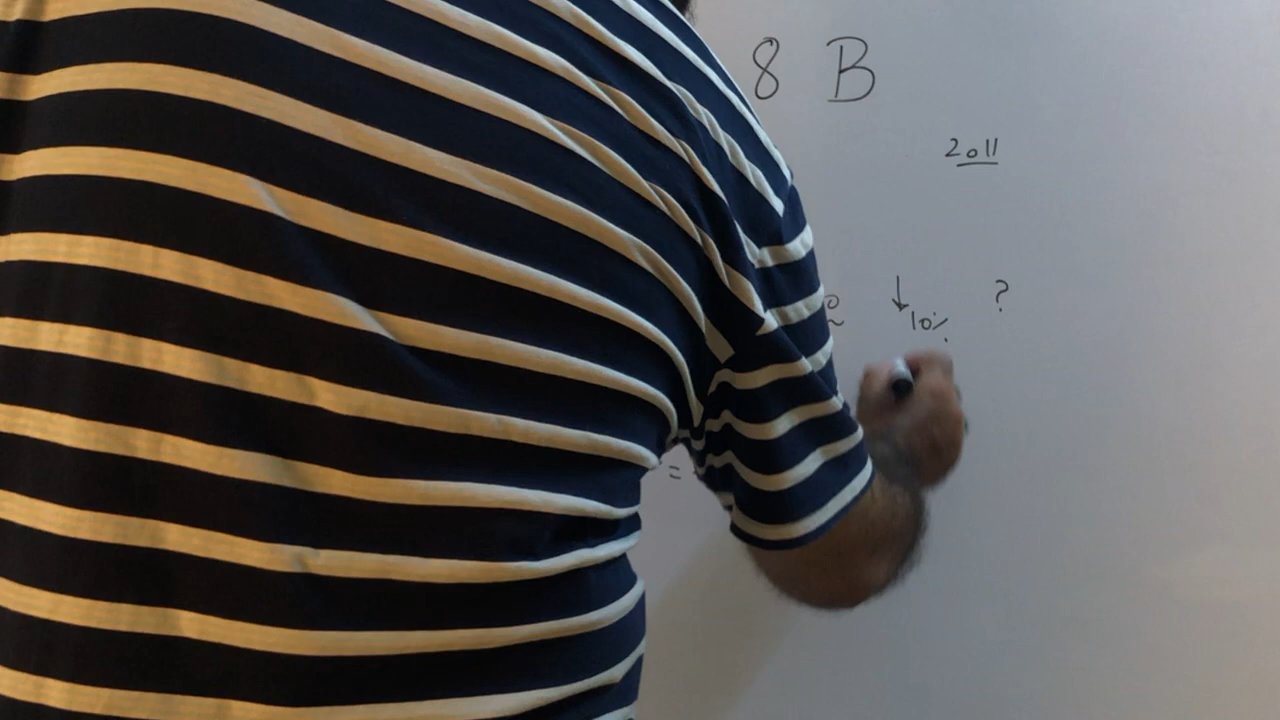 8 B
2011
↓ 10% ?
=